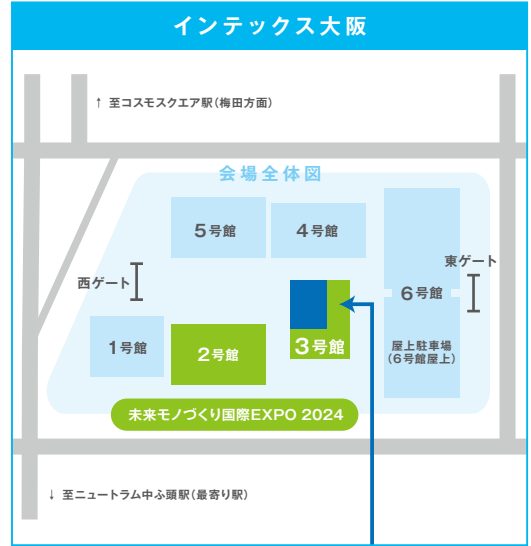 インテックス大阪
↑ 至コスモスクエア駅(梅田方面)
会場全体図
5号館
4号館
東ゲート
西ゲート
6号館
1号館
2号館
3号館
屋上駐車場
(6号館屋上)
未来モノづくり国際EXPO 2024
↓ 至ニュートラム中ふ頭駅(最寄り駅)